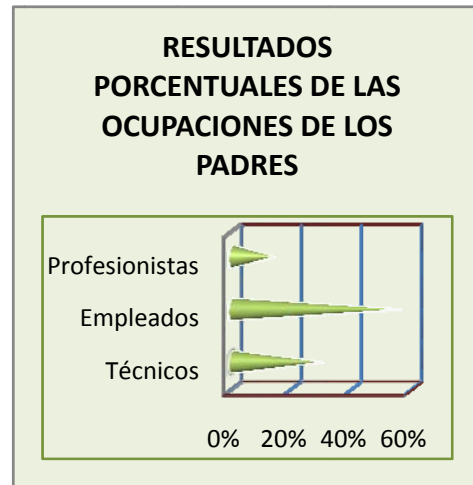 RESULTADOS
PORCENTUALES DE LAS
OCUPACIONES DE LOS
PADRES
Profesionistas
Empleados
Técnicos
0% 20% 40% 60%